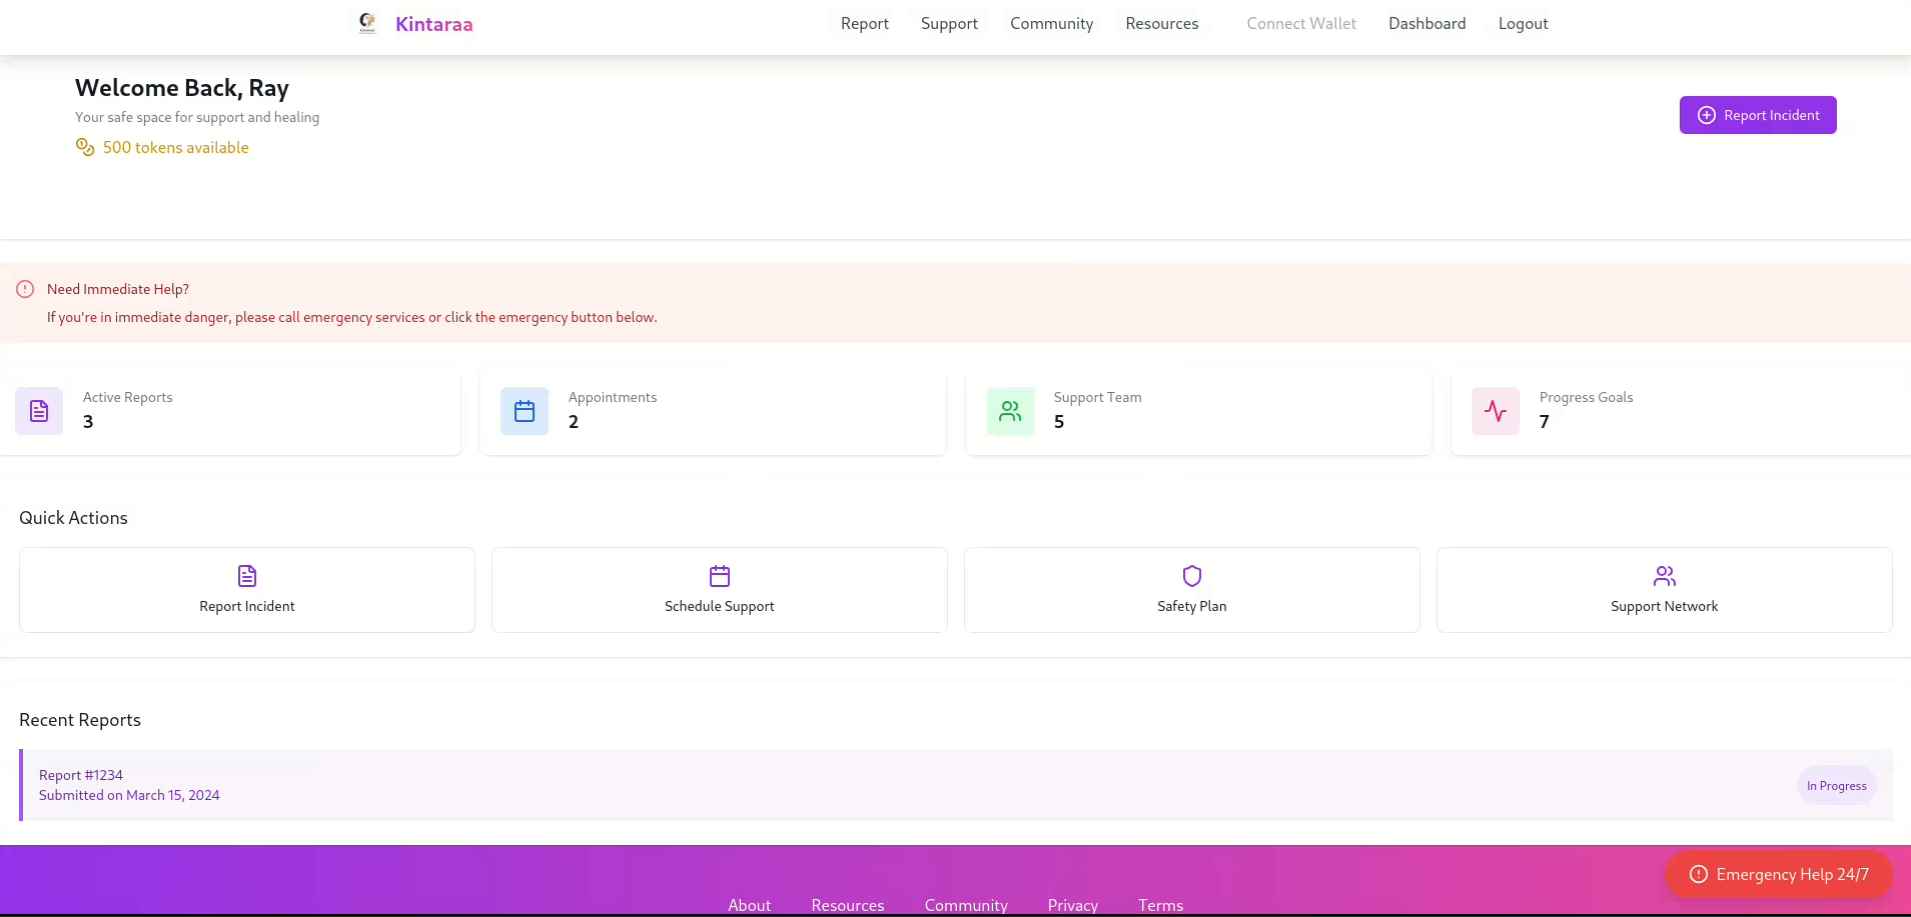 Kintaraa
Report Support Community Resources Connect Wallet Dashboard Logout
Welcome Back, Ray
Your safe space for support and healing
500 tokens available
Report Incident
Need Immediate Help?
If you're in immediate danger, please call emergency services or click the emergency button below.
Active Reports
3
Appointments
2
Support Team
5
Progress Goals
7
Quick Actions
Report Incident
Schedule Support
Safety Plan
Support Network
Recent Reports
Report #1234
Submitted on March 15, 2024
In Progress
Emergency Help 24/7
About Resources Community Privacy Terms